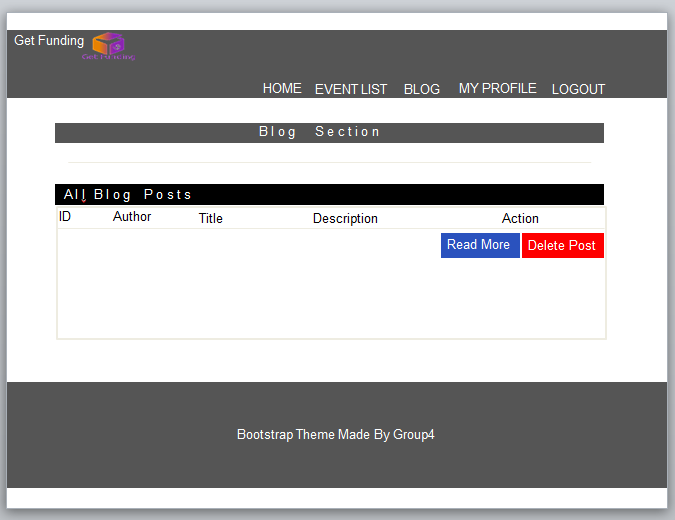 Get Funding
HOME EVENT LIST BLOG MY PROFILE LOGOUT
Blog Section
All Blog Posts
ID Author Title Description Action
Read More Delete Post
Bootstrap Theme Made By Group4